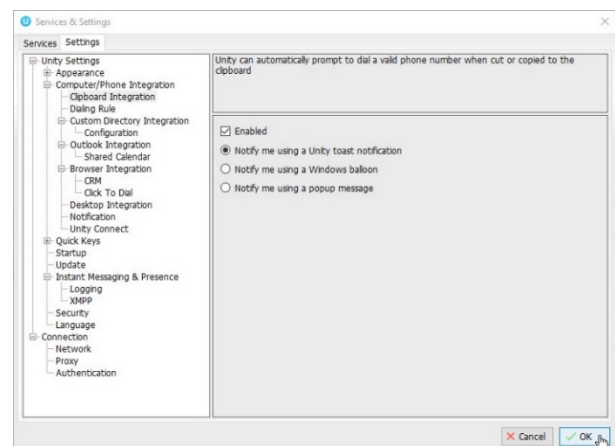 Services & Settings
Services Settings
Unity Settings
Appearance
Computer/Phone Integration
Clipboard Integration
Dialing Rule
Custom Directory Integration
Configuration
Outlook Integration
Shared Calendar
Browser Integration
CRM
Click To Dial
Desktop Integration
Notification
Unity Connect
Quick Keys
Startup
Update
Instant Messaging & Presence
Logging
XMPP
Security
Language
Connection
Network
Proxy
Authentication
Unity can automatically prompt to dial a valid phone number when cut or copied to the
clipboard
Enabled
Notify me using a Unity toast notification
Notify me using a Windows balloon
Notify me using a popup message
Cancel OK